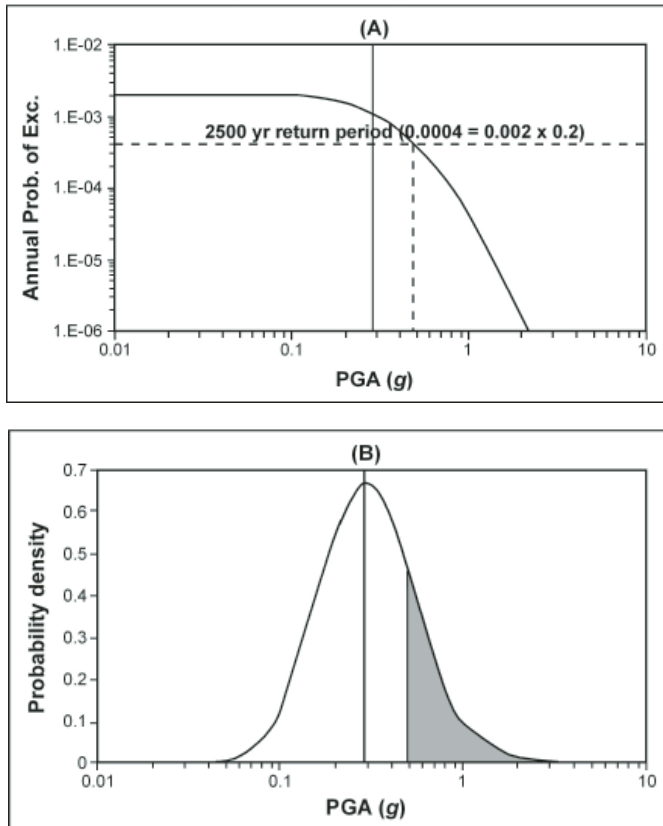 (A)
1.E-02
1.E-03
1.E-04
1.E-05
1.E-06
Annual Prob. of Exc.
2500 yr return period (0.0004 = 0.002 x 0.2)
0.01 0.1 1 10
PGA (g)
(B)
0.7
0.6
0.5
0.4
0.3
0.2
0.1
0
Probability density
0.01 0.1 1 10
PGA (g)